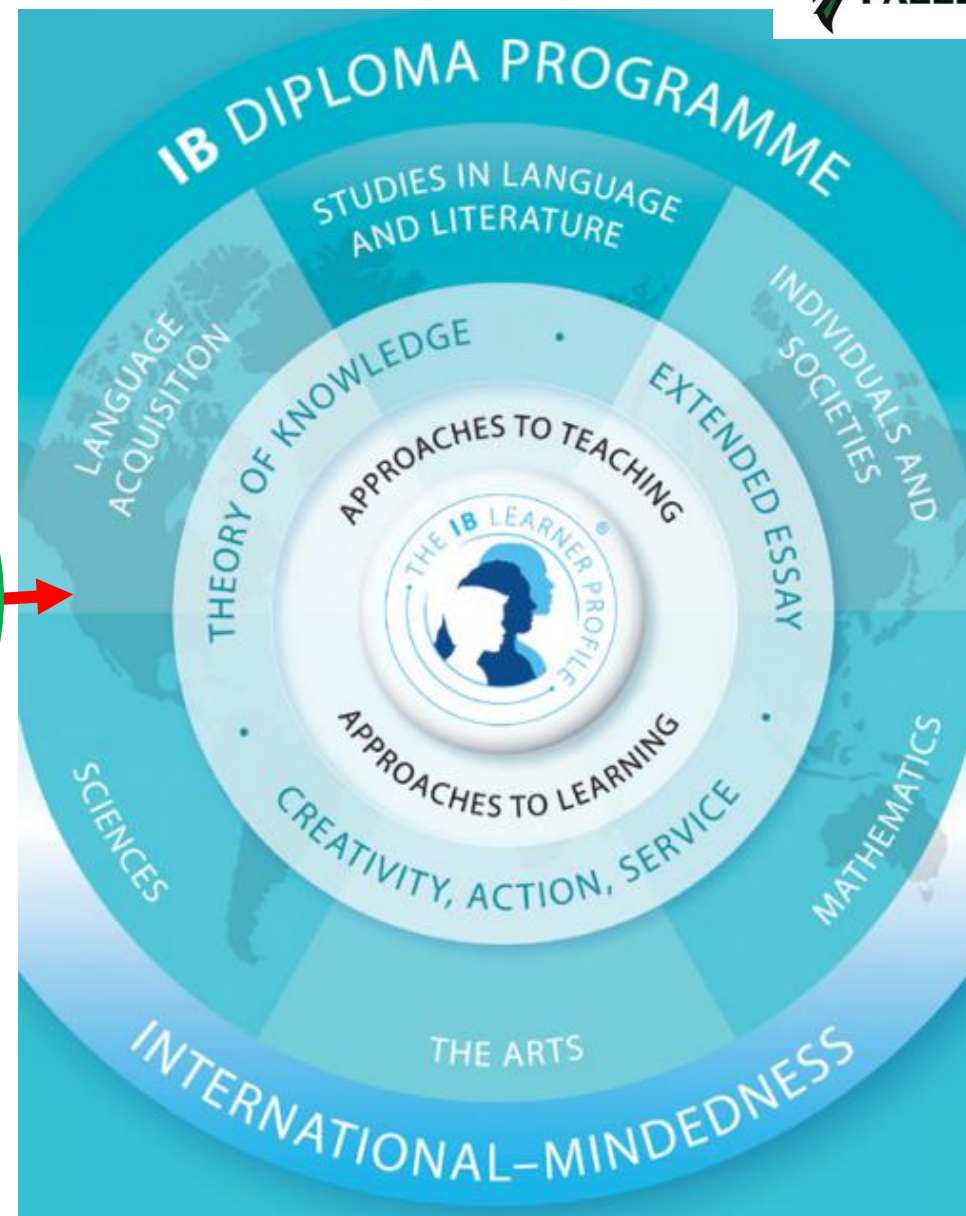 IB DIPLOMA PROGRAMME
STUDIES IN LANGUAGE
AND LITERATURE
LANGUAGE
ACQUISITION
INDIVIDUALS AND
SOCIETIES
THEORY OF KNOWLEDGE
EXTENDED ESSAY
APPROACHES TO TEACHING
THE IB LEARNER PROFILE ®
APPROACHES TO LEARNING
CREATIVITY, ACTION, SERVICE
SCIENCES
MATHEMATICS
THE ARTS
INTERNATIONAL–MINDEDNESS